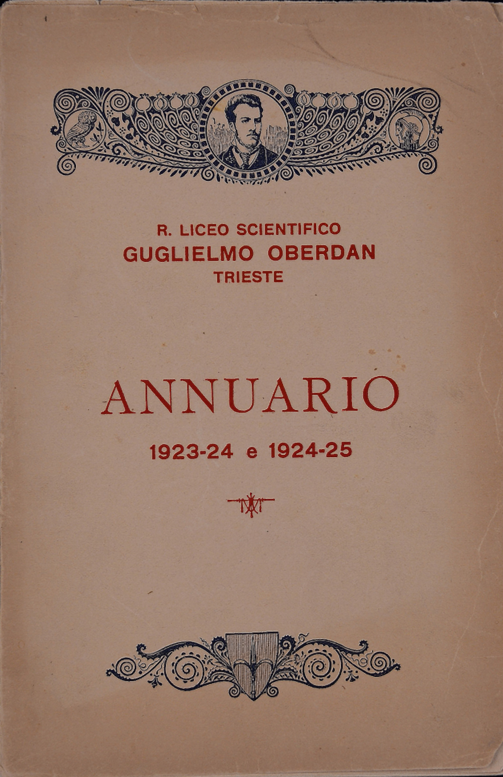 R. LICEO SCIENTIFICO
GUGLIELMO OBERDAN
TRIESTE
ANNUARIO
1923-24 e 1924-25